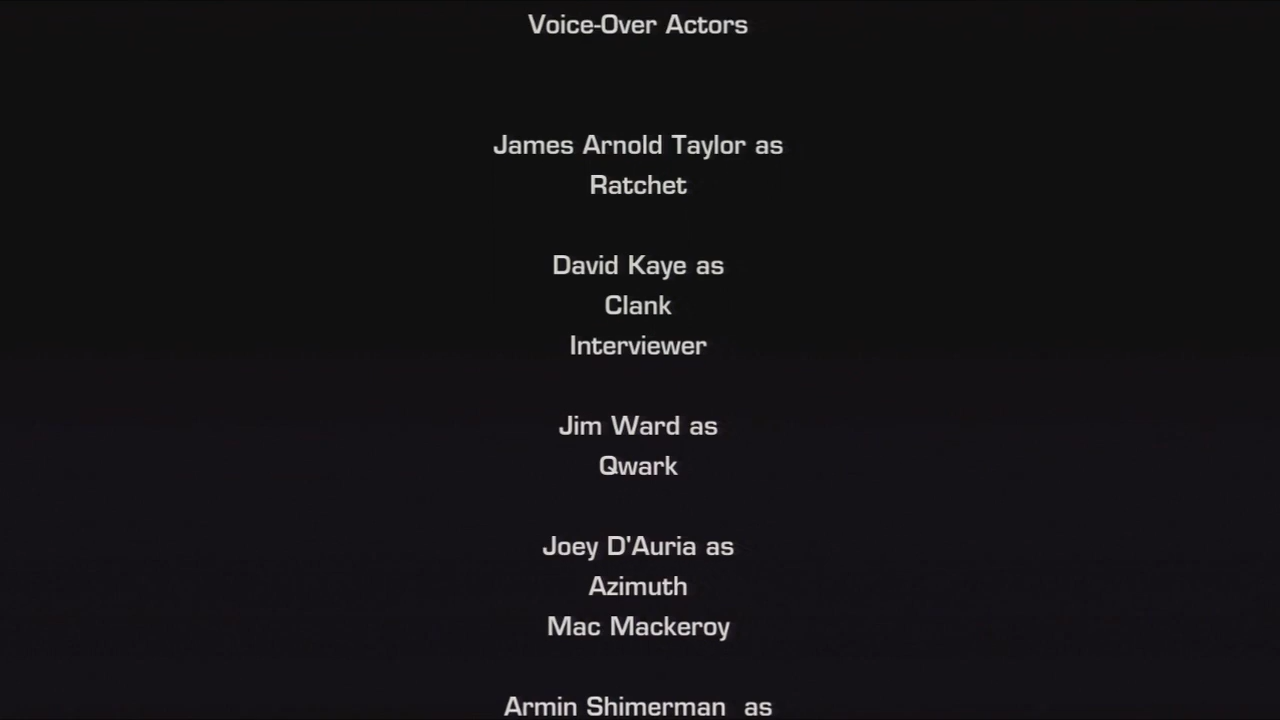 Voice-Over Actors
James Arnold Taylor as
Ratchet
David Kaye as
Clank
Interviewer
Jim Ward as
Qwark
Joey D'Auria as
Azimuth
Mac Mackeroy
Armin Shimerman  as